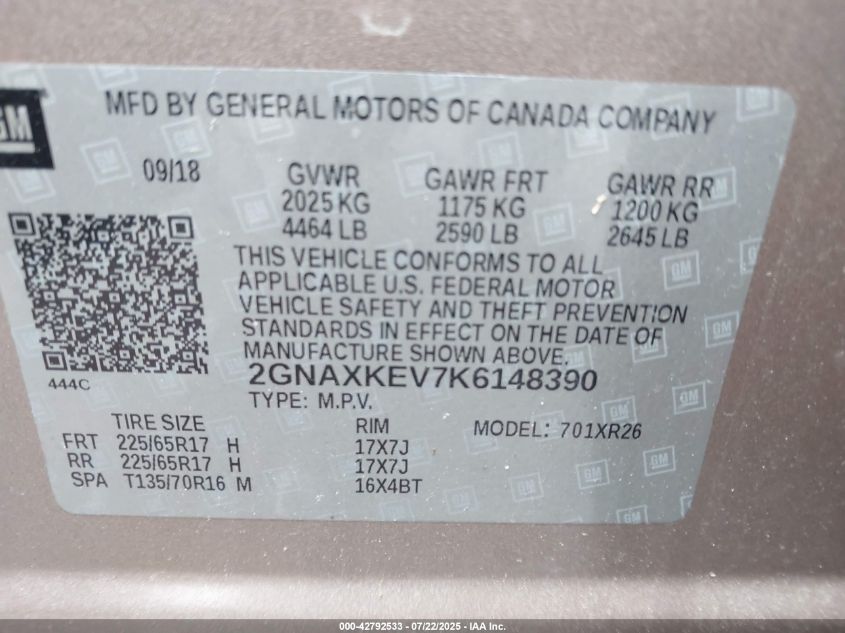 GM
MFD BY GENERAL MOTORS OF CANADA COMPANY
09/18 GVWR GAWR FRT GAWR RR
2025 KG 1175 KG 1200 KG
4464 LB 2590 LB 2645 LB
THIS VEHICLE CONFORMS TO ALL
APPLICABLE U.S. FEDERAL MOTOR
VEHICLE SAFETY AND THEFT PREVENTION
STANDARDS IN EFFECT ON THE DATE OF
MANUFACTURE SHOWN ABOVE.
444C
2GNAXKEV7K6148390
TYPE: M.P.V.
TIRE SIZE RIM MODEL: 701XR26
FRT 225/65R17 H 17X7J
RR 225/65R17 H 17X7J
SPA T135/70R16 M 16X4BT
000-42792533 - 07/22/2025 - IAA Inc.